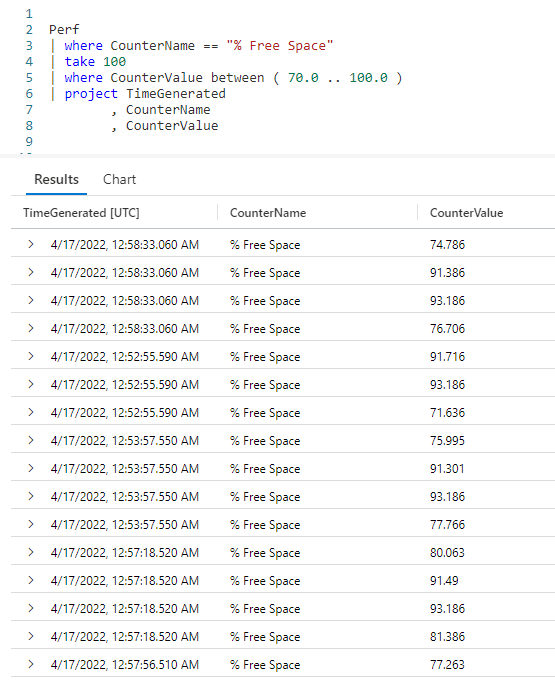 1
2 Perf
3 | where CounterName == "% Free Space"
4 | take 100
5 | where CounterValue between ( 70.0 .. 100.0 )
6 | project TimeGenerated
7 , CounterName
8 , CounterValue
9
Results Chart
TimeGenerated [UTC] CounterName CounterValue
> 4/17/2022, 12:58:33.060 AM % Free Space 74.786
> 4/17/2022, 12:58:33.060 AM % Free Space 91.386
> 4/17/2022, 12:58:33.060 AM % Free Space 93.186
> 4/17/2022, 12:58:33.060 AM % Free Space 76.706
> 4/17/2022, 12:52:55.590 AM % Free Space 91.716
> 4/17/2022, 12:52:55.590 AM % Free Space 93.186
> 4/17/2022, 12:52:55.590 AM % Free Space 71.636
> 4/17/2022, 12:53:57.550 AM % Free Space 75.995
> 4/17/2022, 12:53:57.550 AM % Free Space 91.301
> 4/17/2022, 12:53:57.550 AM % Free Space 93.186
> 4/17/2022, 12:53:57.550 AM % Free Space 77.766
> 4/17/2022, 12:57:18.520 AM % Free Space 80.063
> 4/17/2022, 12:57:18.520 AM % Free Space 91.49
> 4/17/2022, 12:57:18.520 AM % Free Space 93.186
> 4/17/2022, 12:57:18.520 AM % Free Space 81.386
> 4/17/2022, 12:57:56.510 AM % Free Space 77.263